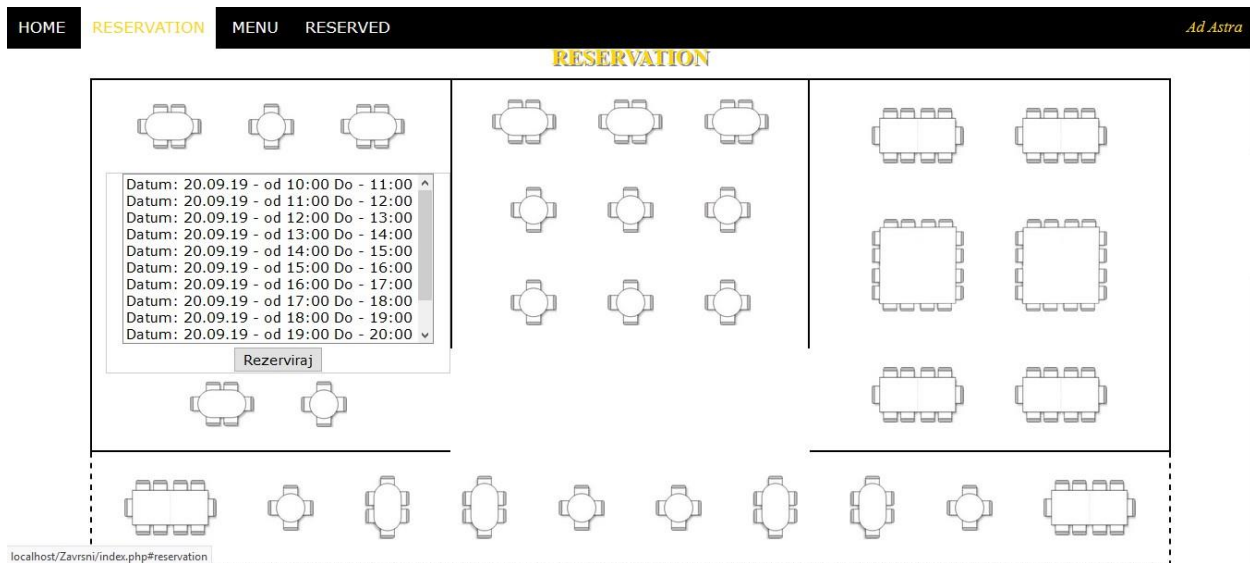 HOME RESERVATION MENU RESERVED Ad Astra
RESERVATION
Datum: 20.09.19 - od 10:00 Do - 11:00
Datum: 20.09.19 - od 11:00 Do - 12:00
Datum: 20.09.19 - od 12:00 Do - 13:00
Datum: 20.09.19 - od 13:00 Do - 14:00
Datum: 20.09.19 - od 14:00 Do - 15:00
Datum: 20.09.19 - od 15:00 Do - 16:00
Datum: 20.09.19 - od 16:00 Do - 17:00
Datum: 20.09.19 - od 17:00 Do - 18:00
Datum: 20.09.19 - od 18:00 Do - 19:00
Datum: 20.09.19 - od 19:00 Do - 20:00
Rezerviraj
localhost/Zavrsni/index.php#reservation